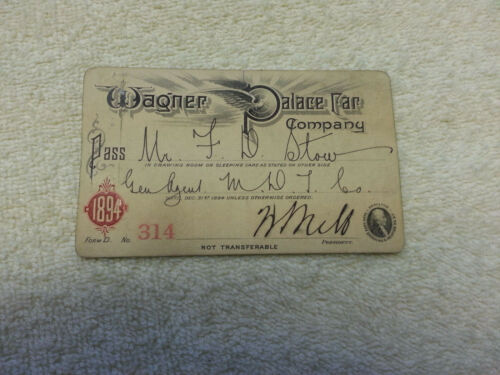 Wagner Palace Car
Company
Pass Mr. F. D. Stow
IN DRAWING ROOM OR SLEEPING CARS AS STATED ON OTHER SIDE
Gen Agent M D T Co.
UNTIL DEC. 31ST 1894 UNLESS OTHERWISE ORDERED.
1894
FORM D. No. 314
PRESIDENT.
NOT TRANSFERABLE